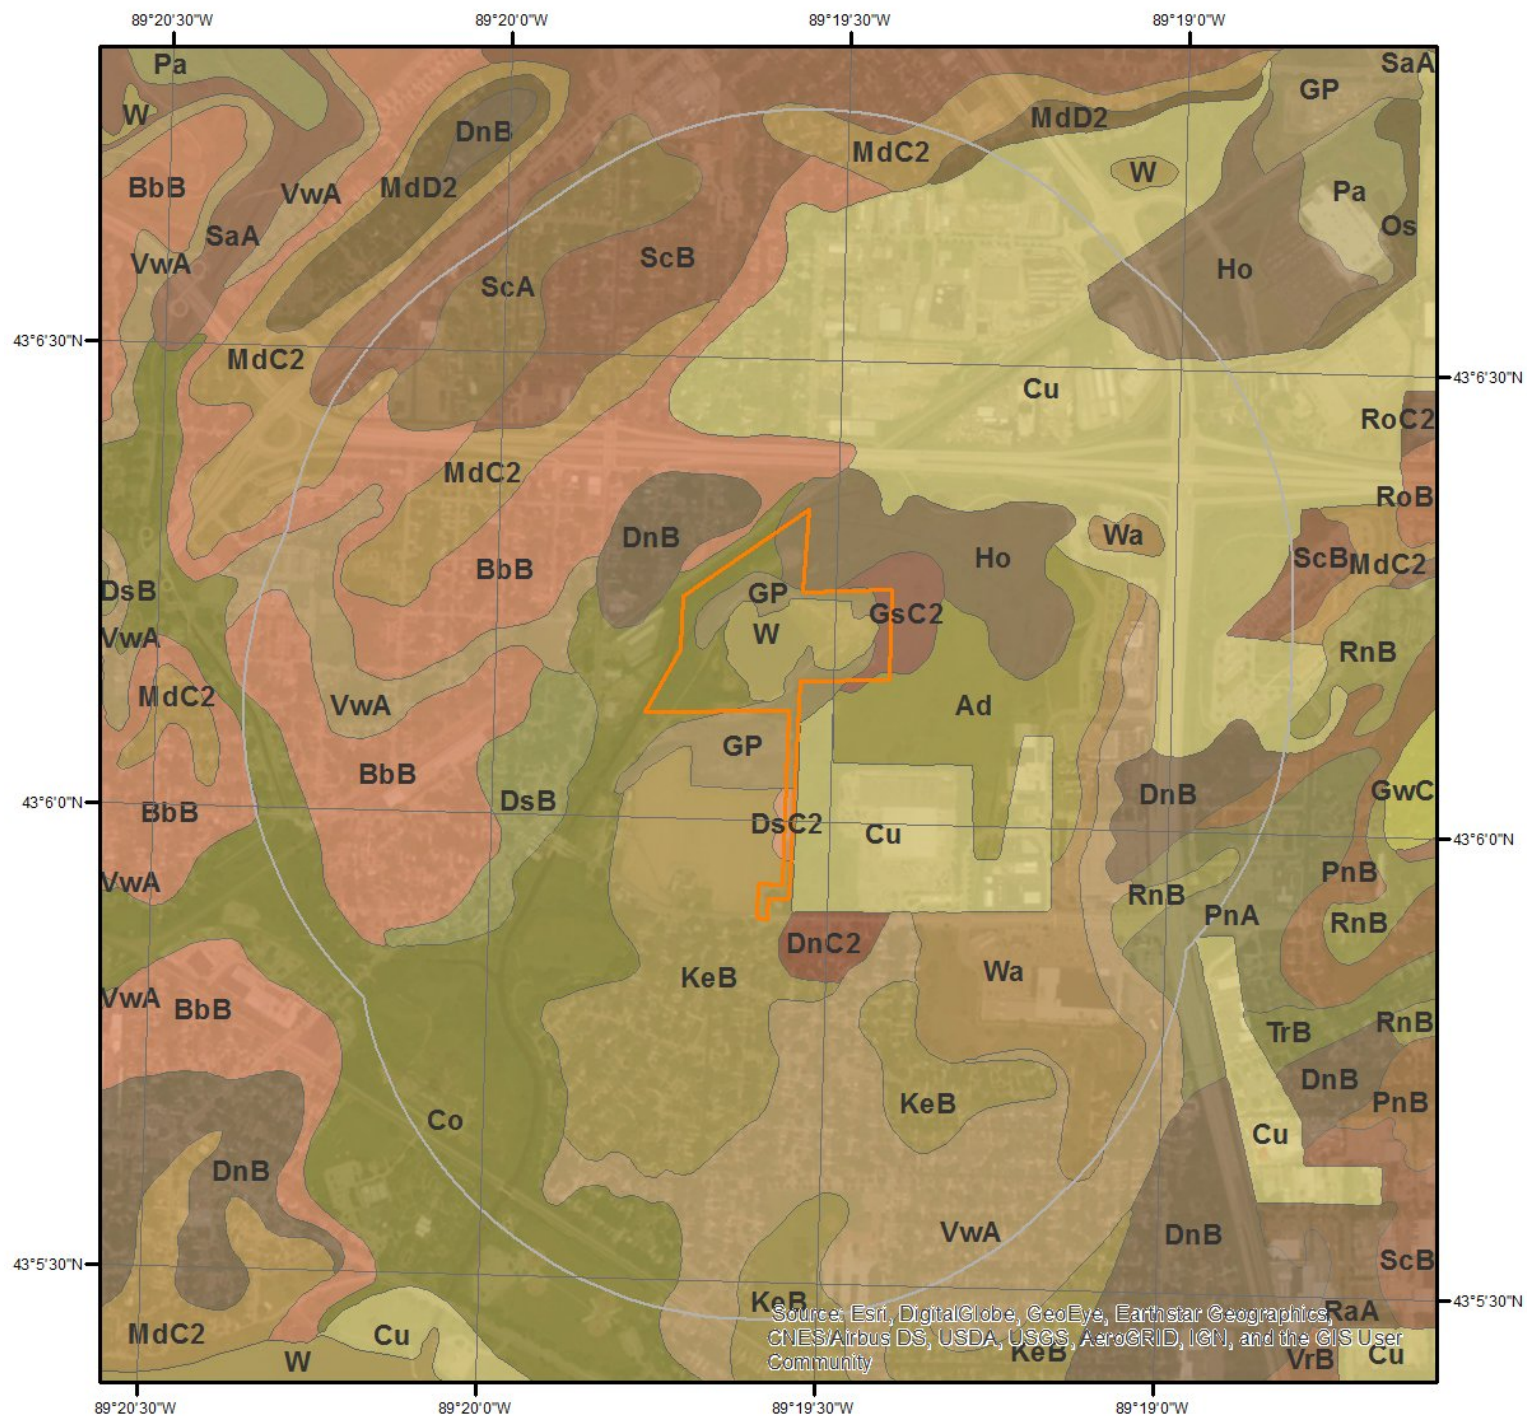 89°20'30"W 89°20'0"W 89°19'30"W 89°19'0"W
Pa SaA
GP
W
DnB MdD2
MdC2
W
BbB VwA MdD2 Pa
Os
SaA
VwA ScB Ho
ScA
43°6'30"N
MdC2
43°6'30"N
Cu
RoC2
MdC2
RoB
DnB Wa
Ho ScB MdC2
BbB
DsB GP
GsC2
W
VwA RnB
MdC2 VwA Ad
GP
BbB
DnB GwC
43°6'0"N
DsB
BbB DsC2
Cu
43°6'0"N
PnB
VwA RnB
PnA RnB
DnC2
Wa
KeB
VwA BbB
RnB
TrB
DnB
KeB PnB
Co
Cu
DnB
VwA DnB
43°5'30"N
ScB
43°5'30"N
KeB
Source: Esri, DigitalGlobe, GeoEye, Earthstar Geographics, RaA
MdC2 Cu CNES/Airbus DS, USDA, USGS, AeroGRID, IGN, and the GIS User
KeB Cu
W Community VrB
89°20'30"W 89°20'0"W 89°19'30"W 89°19'0"W